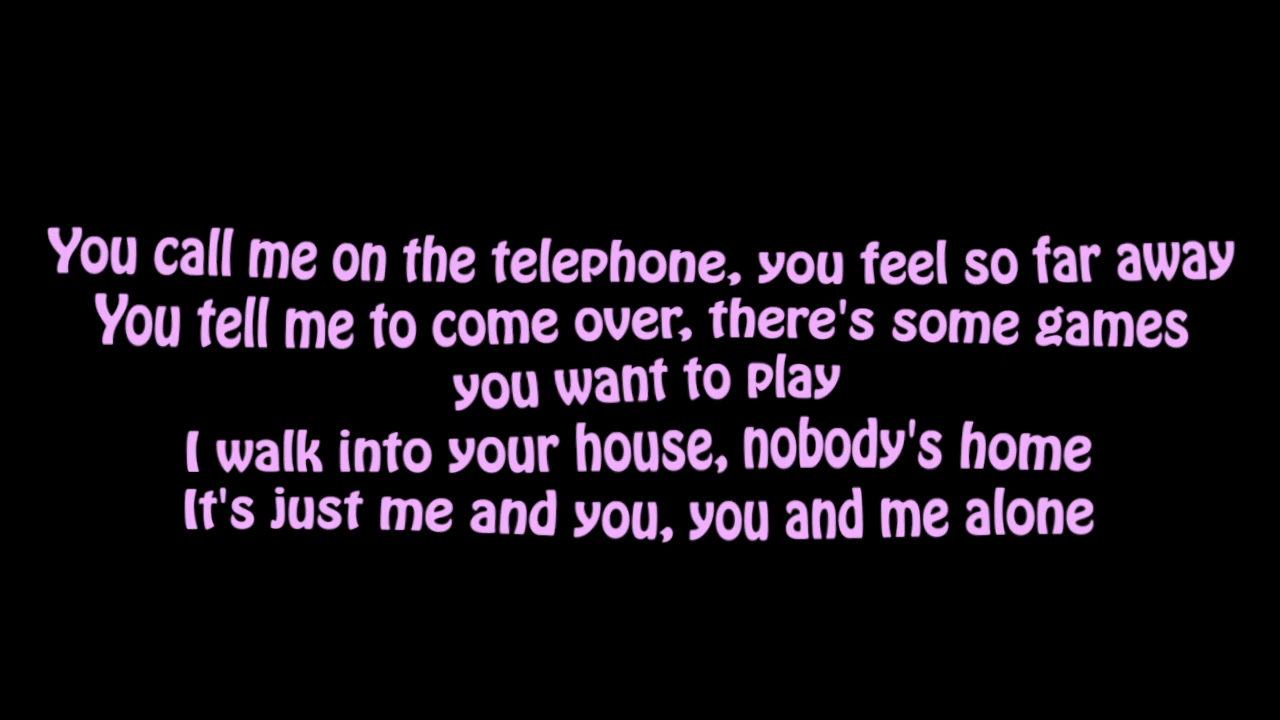 You call me on the telephone, you feel so far away
You tell me to come over, there's some games
you want to play
I walk into your house, nobody's home
It's just me and you, you and me alone